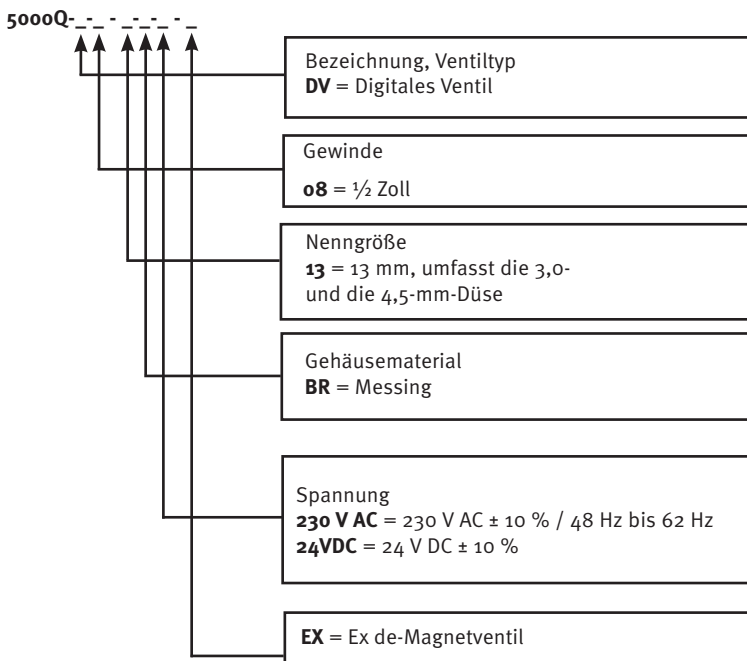 5000Q-_ _ -_-_-_ -_
Bezeichnung, Ventiltyp
DV = Digitales Ventil
Gewinde
08 = ½ Zoll
Nenngröße
13 = 13 mm, umfasst die 3,0-
und die 4,5-mm-Düse
Gehäusematerial
BR = Messing
Spannung
230 V AC = 230 V AC ± 10 % / 48 Hz bis 62 Hz
24VDC = 24 V DC ± 10 %
EX = Ex de-Magnetventil